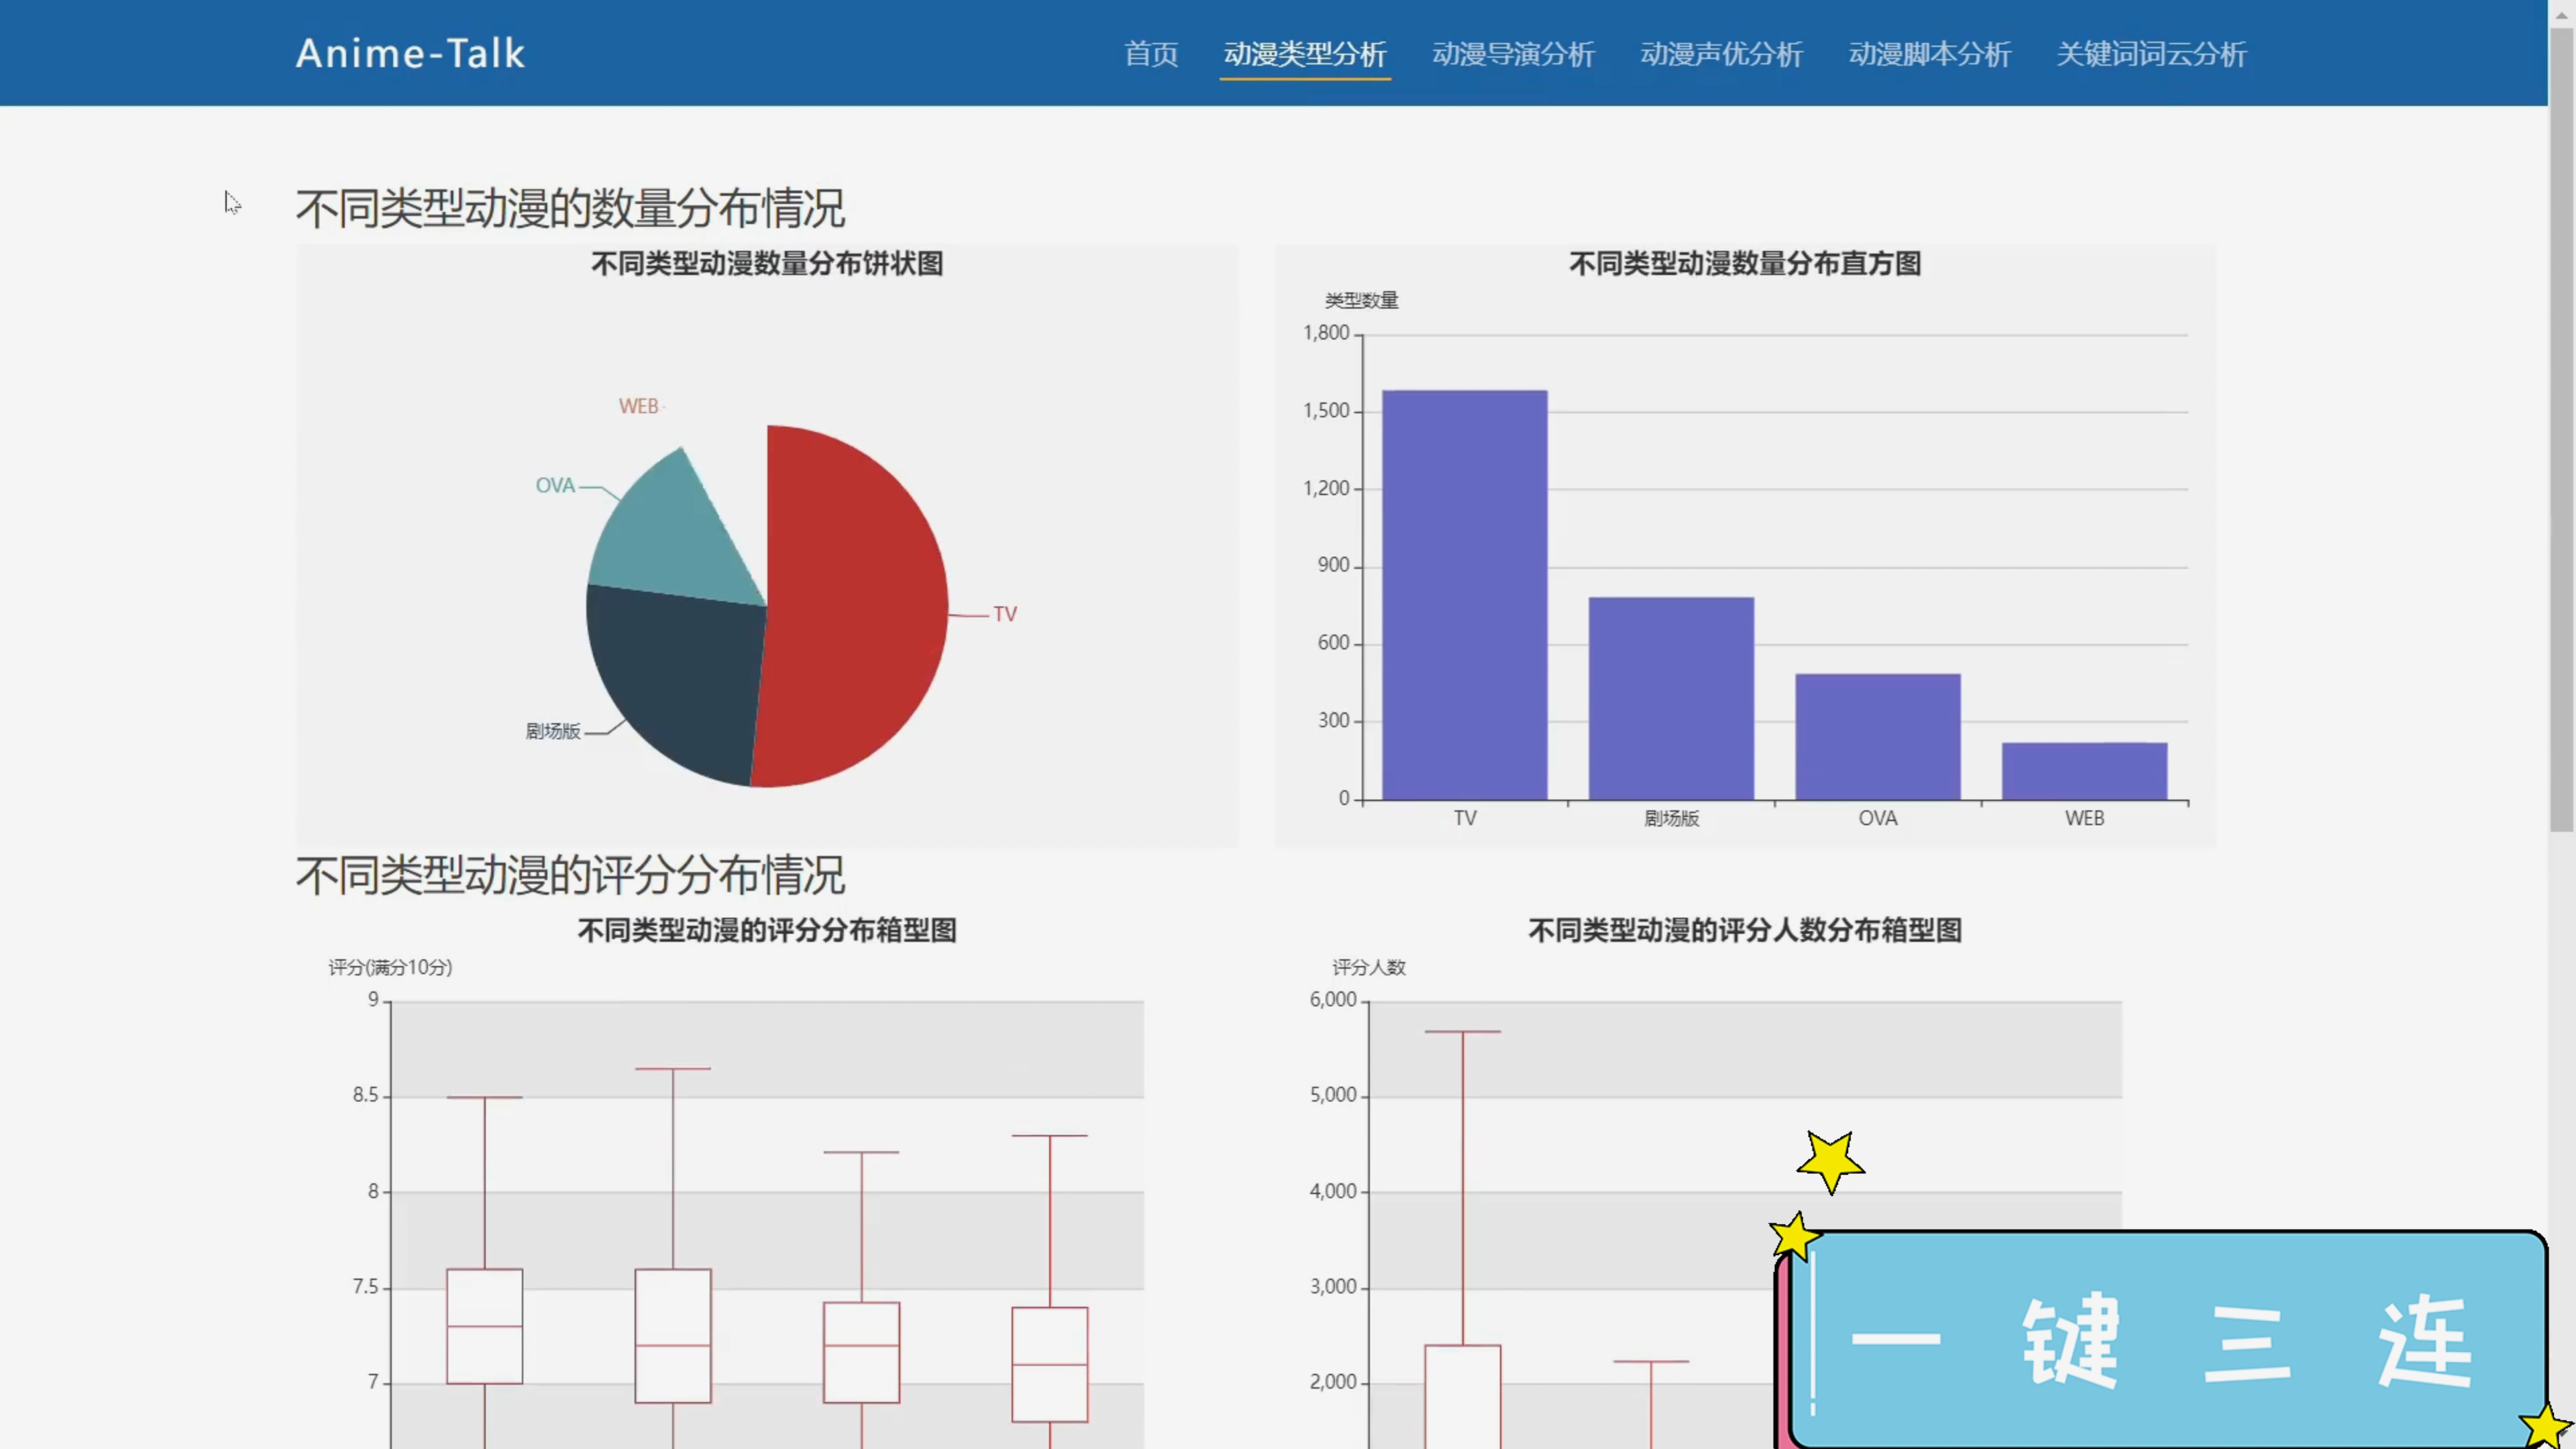 Anime-Talk
首页 动漫类型分析 动漫导演分析 动漫声优分析 动漫脚本分析 关键词词云分析
不同类型动漫的数量分布情况
不同类型动漫数量分布饼状图
WEB
OVA
TV
剧场版
不同类型动漫数量分布直方图
类型数量
1,800
1,500
1,200
900
600
300
0
TV 剧场版 OVA WEB
不同类型动漫的评分分布情况
不同类型动漫的评分分布箱型图
评分(满分10分)
9
8.5
8
7.5
7
不同类型动漫的评分人数分布箱型图
评分人数
6,000
5,000
4,000
3,000
2,000
一键三连